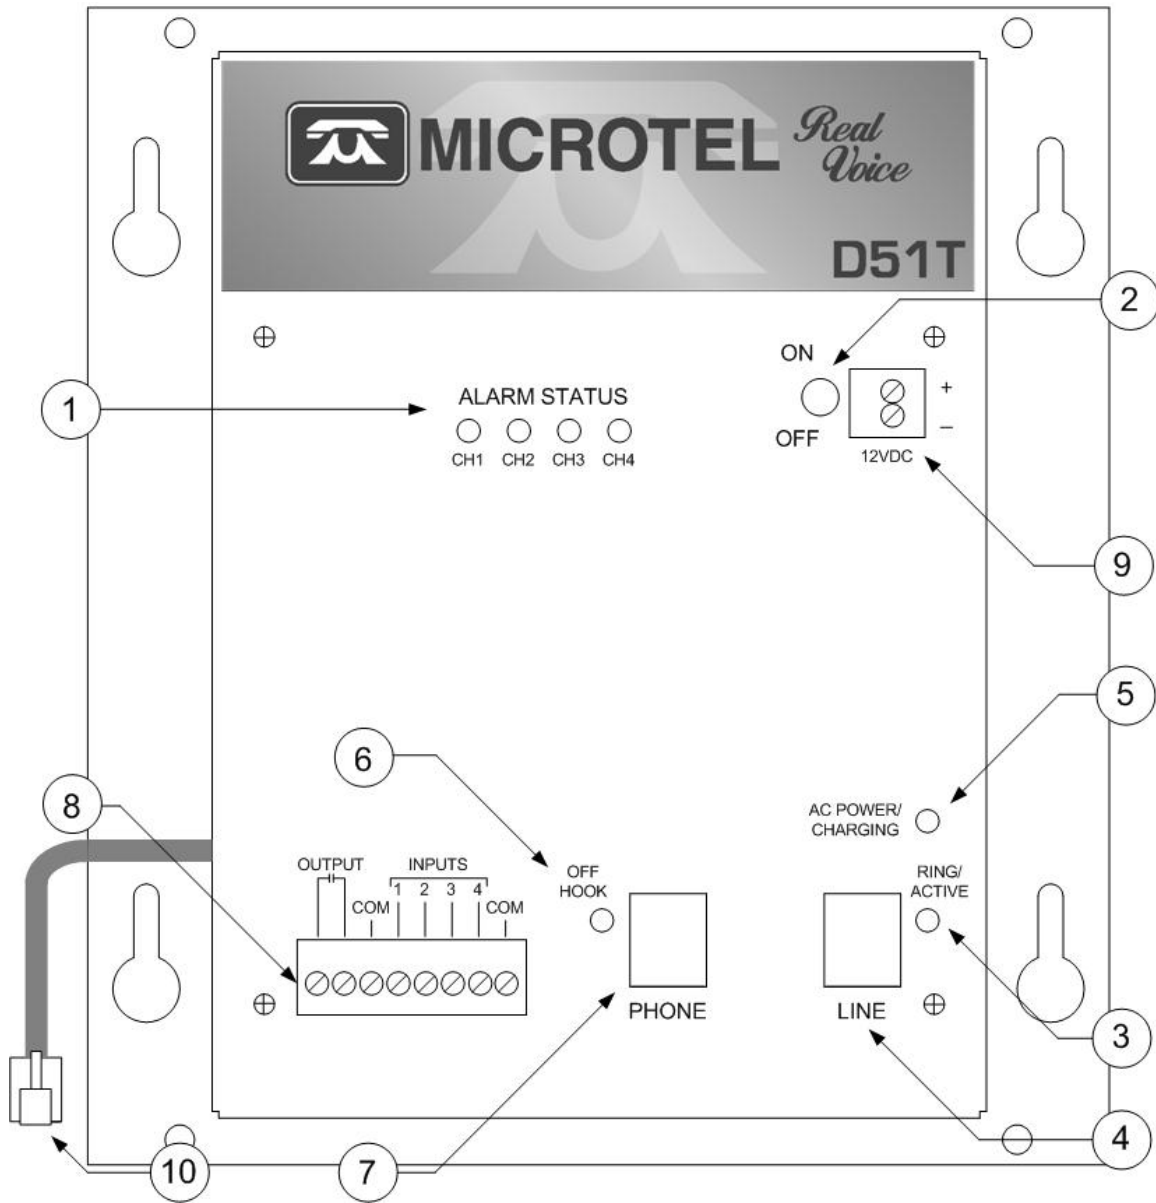 MICROTEL
Real
Voice
D51T
2
ON
ALARM STATUS
1
OFF
+
–
CH1 CH2 CH3 CH4
12VDC
9
5
6
8
AC POWER/
CHARGING
OUTPUT
INPUTS
1 2 3 4
COM
COM
OFF
HOOK
RING/
ACTIVE
PHONE
LINE
3
4
10
7